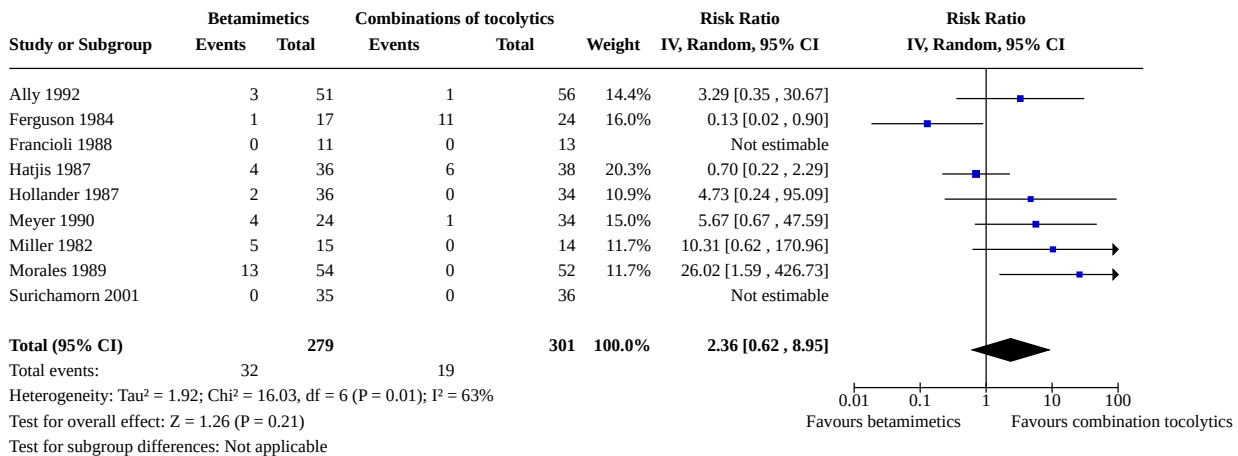 Betamimetics Combinations of tocolytics Risk Ratio Risk Ratio
Study or Subgroup Events Total Events Total Weight IV, Random, 95% CI IV, Random, 95% CI
Ally 1992 3 51 1 56 14.4% 3.29 [0.35 , 30.67]
Ferguson 1984 1 17 11 24 16.0% 0.13 [0.02 , 0.90]
Francioli 1988 0 11 0 13 Not estimable
Hatjis 1987 4 36 6 38 20.3% 0.70 [0.22 , 2.29]
Hollander 1987 2 36 0 34 10.9% 4.73 [0.24 , 95.09]
Meyer 1990 4 24 1 34 15.0% 5.67 [0.67 , 47.59]
Miller 1982 5 15 0 14 11.7% 10.31 [0.62 , 170.96]
Morales 1989 13 54 0 52 11.7% 26.02 [1.59 , 426.73]
Surichamorn 2001 0 35 0 36 Not estimable
Total (95% CI) 279 301 100.0% 2.36 [0.62 , 8.95]
Total events: 32 19
Heterogeneity: Tau² = 1.92; Chi² = 16.03, df = 6 (P = 0.01); I² = 63%
0.01 0.1 1 10 100
Test for overall effect: Z = 1.26 (P = 0.21)
Favours betamimetics Favours combination tocolytics
Test for subgroup differences: Not applicable